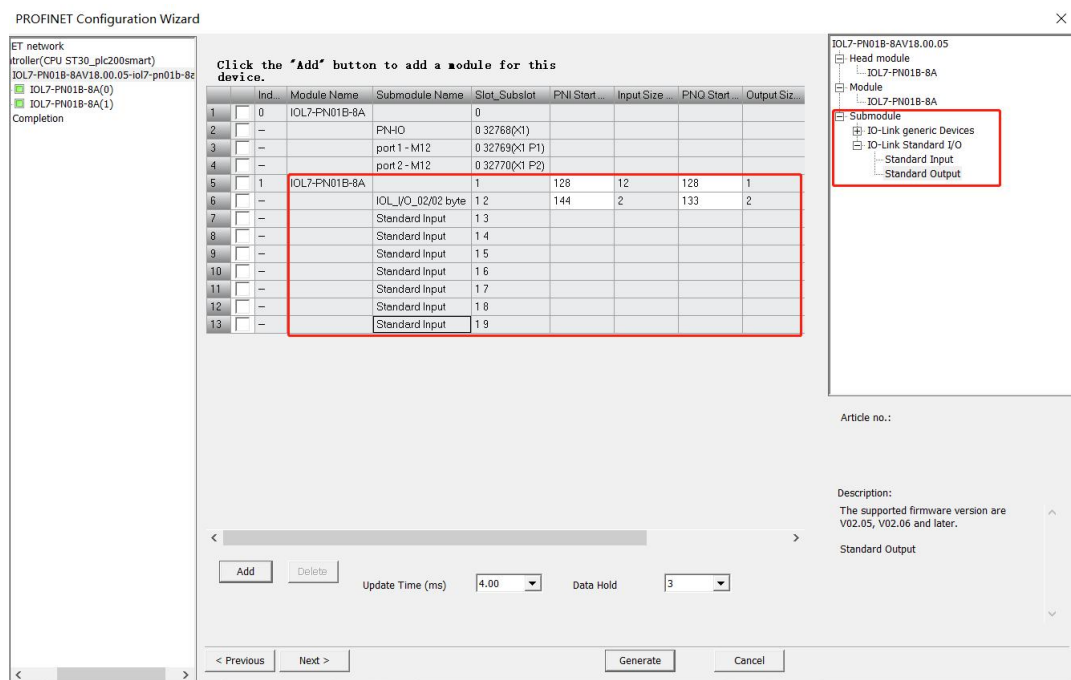 PROFINET Configuration Wizard
ET network
troller(CPU ST30_plc200smart)
IOL7-PN01B-8AV18.00.05-iol7-pn01b-8a
IOL7-PN01B-8A(0)
IOL7-PN01B-8A(1)
Completion
Click the "Add" button to add a module for this
device.
Ind... Module Name Submodule Name Slot_Subslot PNI Start ... Input Size ... PNQ Start ... Output Siz...
1 0 IOL7-PN01B-8A 0
2 – PN-IO 0 32768(X1)
3 – port 1 - M12 0 32769(X1 P1)
4 – port 2 - M12 0 32770(X1 P2)
5 1 IOL7-PN01B-8A 1 128 12 128 1
6 – IOL_I/O_02/02 byte 1 2 144 2 133 2
7 – Standard Input 1 3
8 – Standard Input 1 4
9 – Standard Input 1 5
10 – Standard Input 1 6
11 – Standard Input 1 7
12 – Standard Input 1 8
13 – Standard Input 1 9
Add
Delete
Update Time (ms)
4.00
Data Hold
3
< Previous
Next >
Generate
Cancel
IOL7-PN01B-8AV18.00.05
Head module
IOL7-PN01B-8A
Module
IOL7-PN01B-8A
Submodule
IO-Link generic Devices
IO-Link Standard I/O
Standard Input
Standard Output
Article no.:
Description:
The supported firmware version are
V02.05, V02.06 and later.
Standard Output